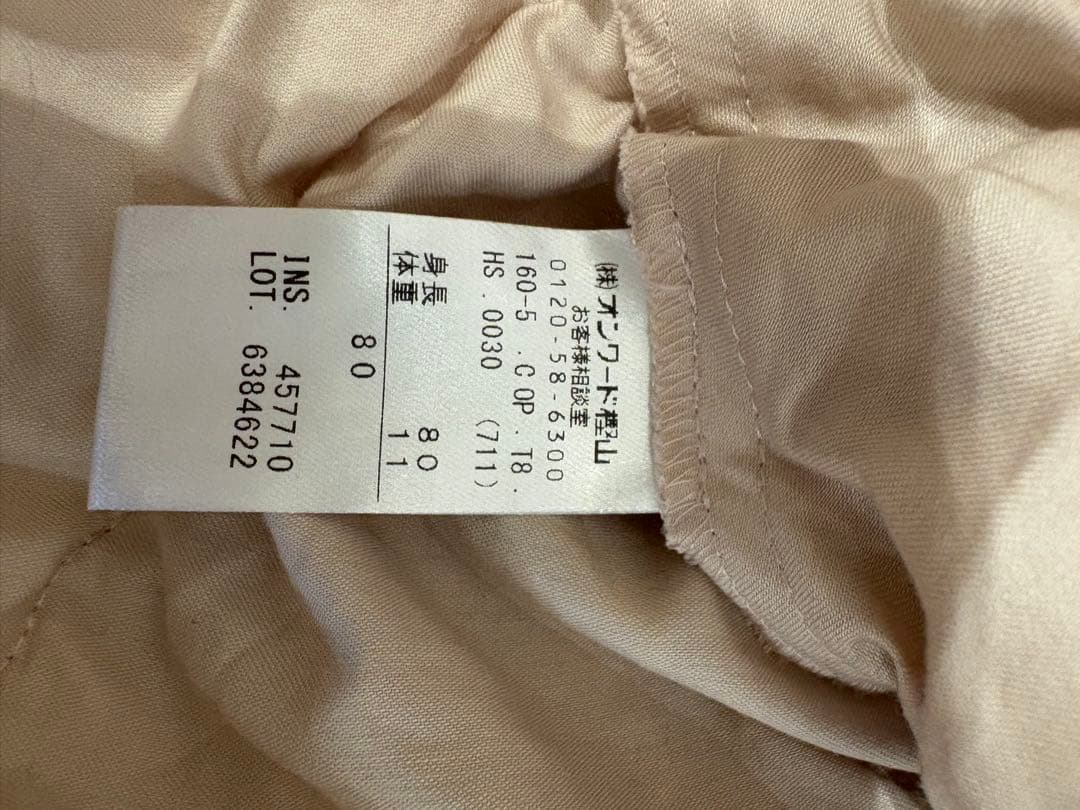 (株)オンワード樫山
お客様相談室
0120-58-6300
160-5 .COP.T8.
HS.0030 (711)
身長 80
体重 11
80
INS. 457710
LOT. 6384622